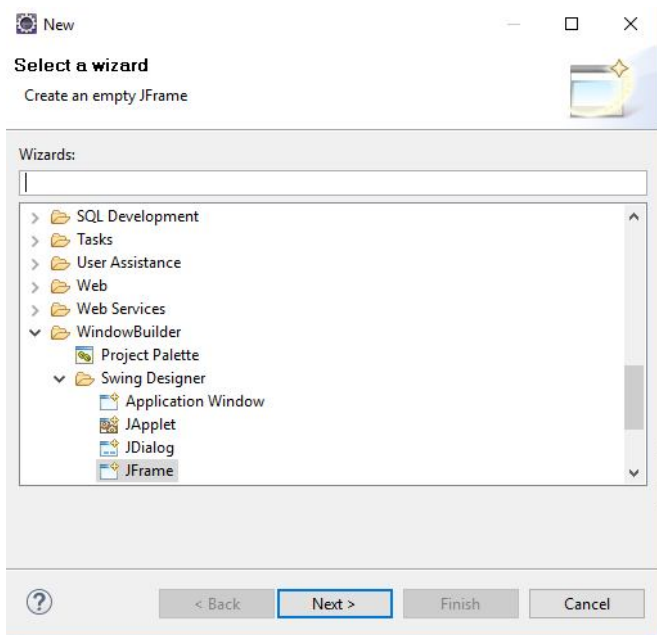 New
Select a wizard
Create an empty JFrame
Wizards:
SQL Development
Tasks
User Assistance
Web
Web Services
WindowBuilder
Project Palette
Swing Designer
Application Window
JApplet
JDialog
JFrame
? < Back Next > Finish Cancel